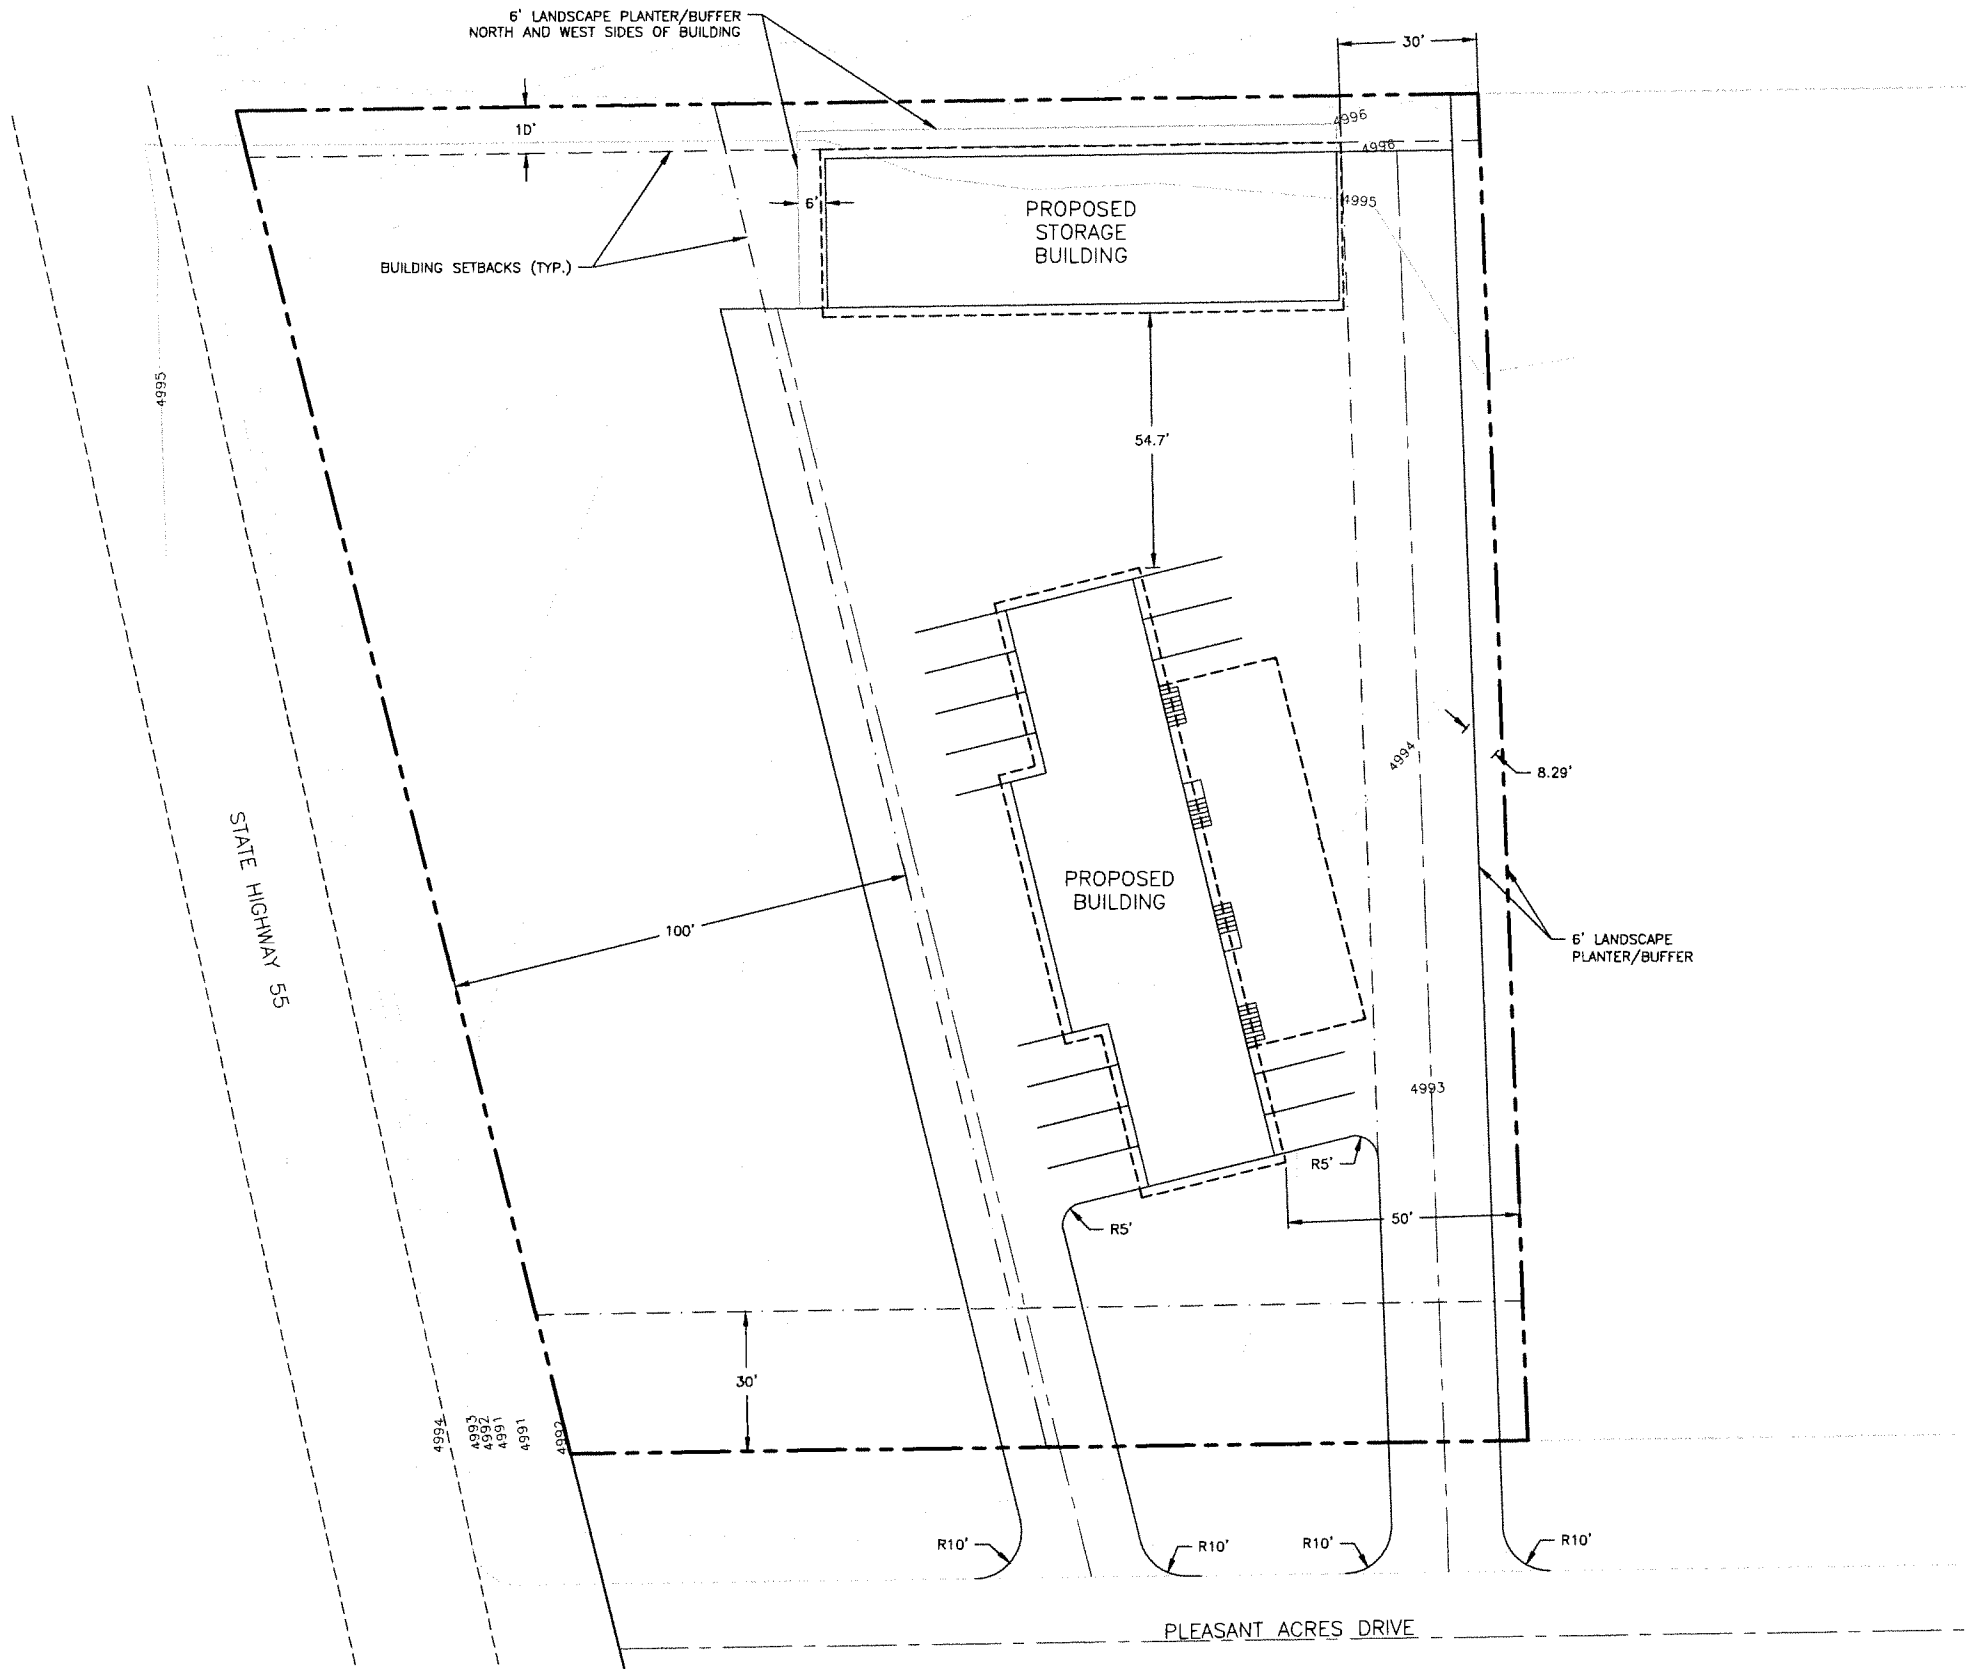 6' LANDSCAPE PLANTER/BUFFER
NORTH AND WEST SIDES OF BUILDING
30'
10'
4996
4996
6'
4995
PROPOSED
STORAGE
BUILDING
BUILDING SETBACKS (TYP.)
4995
54.7'
4994
8.29'
STATE HIGHWAY 55
PROPOSED
BUILDING
100'
6' LANDSCAPE
PLANTER/BUFFER
4993
R5'
50'
R5'
30'
4994
4993
4992
4991
4991
4992
R10'
R10'
R10'
R10'
PLEASANT ACRES DRIVE